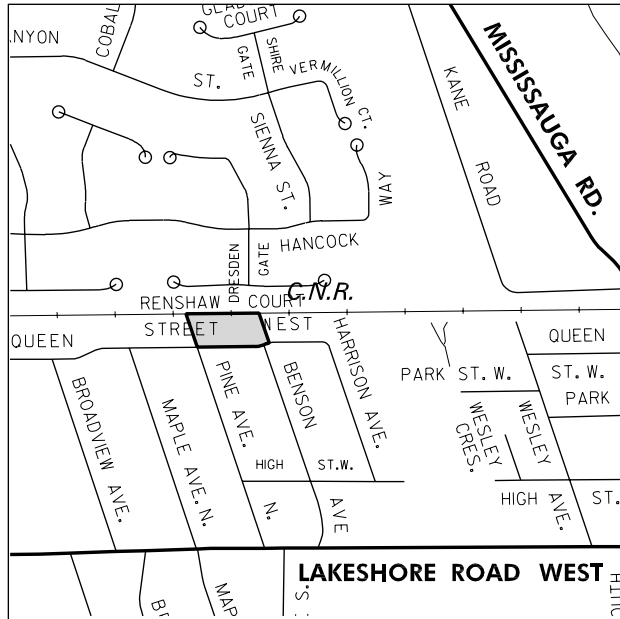 COURT
COBAL
NYON
GATE
SHIRE
VERMILLION CT.
ST.
SIENNA ST.
KANE
ROAD
MISSISSAUGA RD.
WAY
HANCOCK
DRESDEN
GATE
C.N.R.
RENSHAW COURT
QUEEN
STREET WEST
HARRISON AVE.
QUEEN
PINE AVE.
BENSON
PARK ST. W.
ST. W.
BROADVIEW AVE.
MAPLE AVE. N.
PARK
WESLEY
CRES.
WESLEY
HIGH ST.W.
N.
AVE
HIGH
AVE.
ST.
LAKESHORE ROAD WEST
S.
MAP